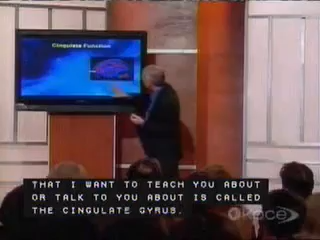 Cingulate Function
THAT I WANT TO TEACH YOU ABOUT
OR TALK TO YOU ABOUT IS CALLED
THE CINGULATE GYRUS.